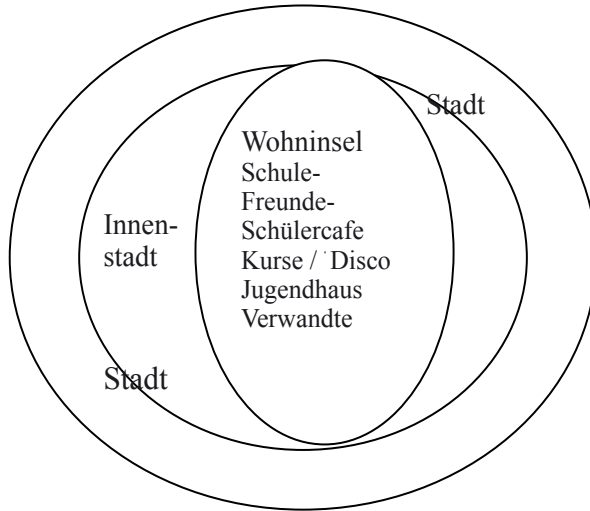 Stadt
Wohninsel
Schule-
Freunde-
Schülercafe
Kurse / Disco
Jugendhaus
Verwandte
Innen-
stadt
Stadt